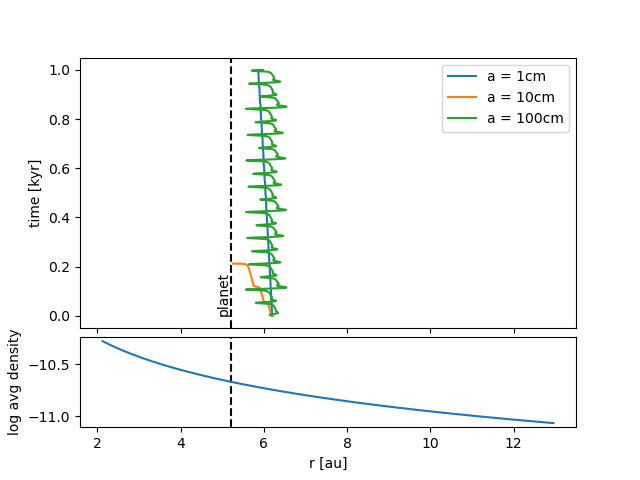 1.0
0.8
0.6
0.4
0.2
0.0
time [kyr]
a = 1cm
a = 10cm
a = 100cm
planet
−10.5
−11.0
log avg density
2
4
6
8
10
12
r [au]